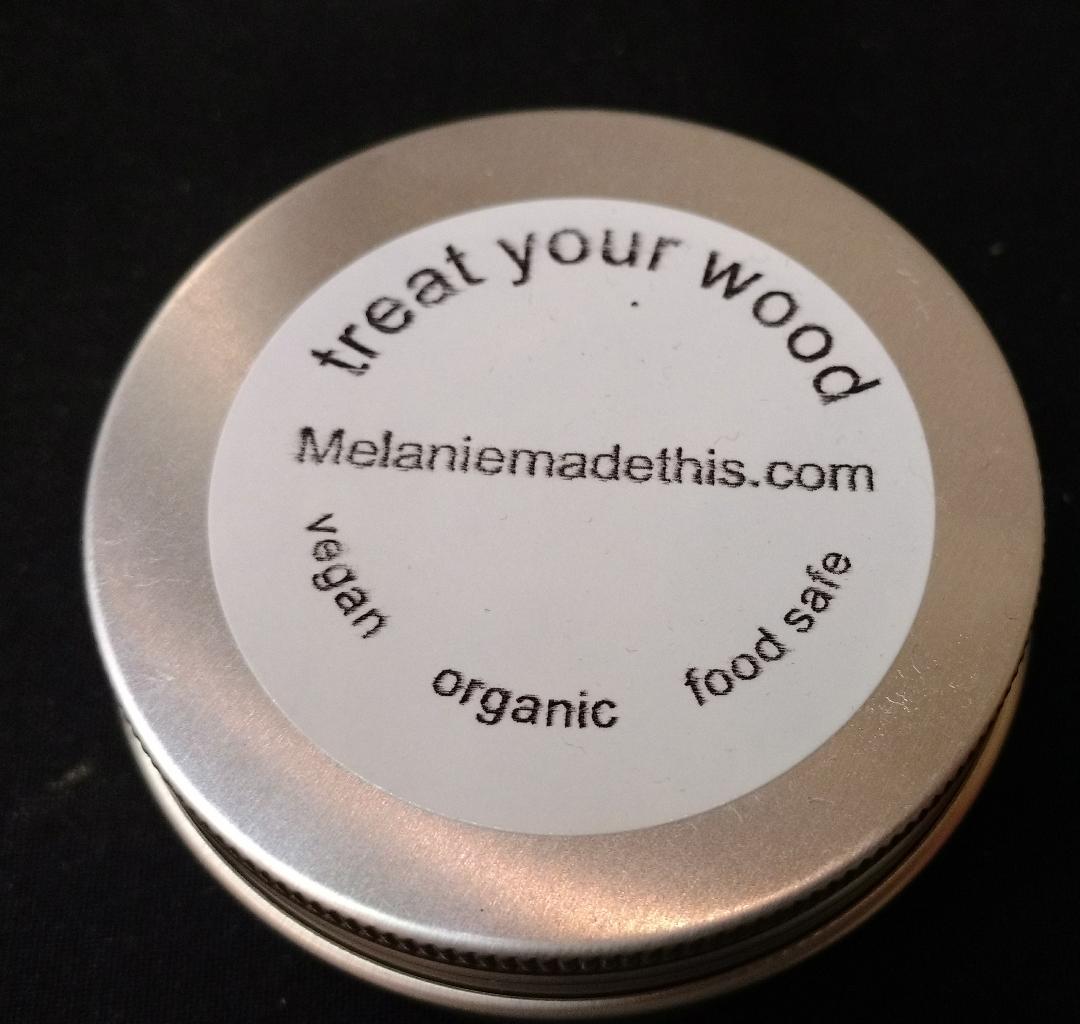 treat your wood
Melaniemadethis.com
vegan
organic
food safe